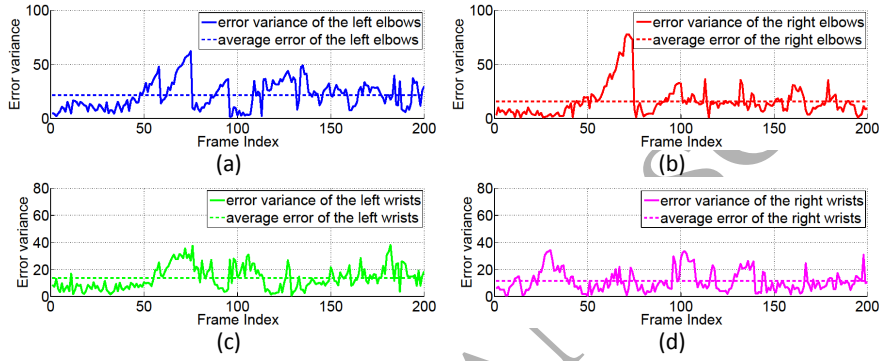 100
50
0
Error variance
error variance of the left elbows
average error of the left elbows
0 50 100 150 200
Frame Index
(a)
100
50
0
Error variance
error variance of the right elbows
average error of the right elbows
0 50 100 150 200
Frame Index
(b)
80
60
40
20
0
Error variance
error variance of the left wrists
average error of the left wrists
0 50 100 150 200
Frame Index
(c)
80
60
40
20
0
Error variance
error variance of the right wrists
average error of the right wrists
0 50 100 150 200
Frame Index
(d)